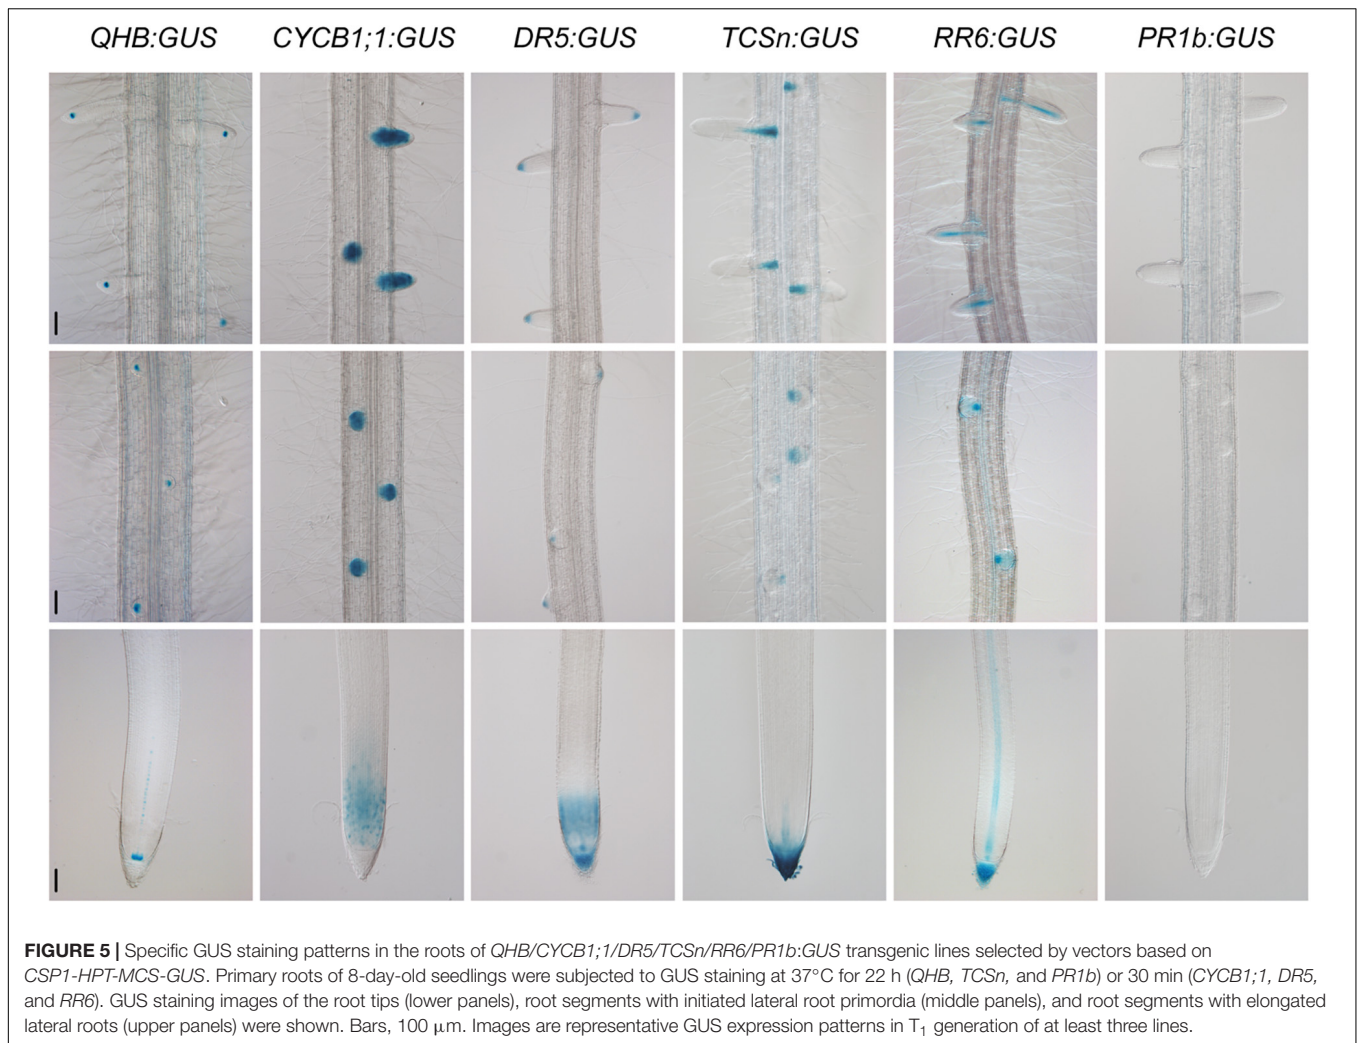 QHB:GUS CYCB1;1:GUS DR5:GUS TCSn:GUS RR6:GUS PR1b:GUS
FIGURE 5 | Specific GUS staining patterns in the roots of QHB/CYCB1;1/DR5/TCSn/RR6/PR1b:GUS transgenic lines selected by vectors based on
CSP1-HPT-MCS-GUS. Primary roots of 8-day-old seedlings were subjected to GUS staining at 37°C for 22 h (QHB, TCSn, and PR1b) or 30 min (CYCB1;1, DR5,
and RR6). GUS staining images of the root tips (lower panels), root segments with initiated lateral root primordia (middle panels), and root segments with elongated
lateral roots (upper panels) were shown. Bars, 100 μm. Images are representative GUS expression patterns in T₁ generation of at least three lines.